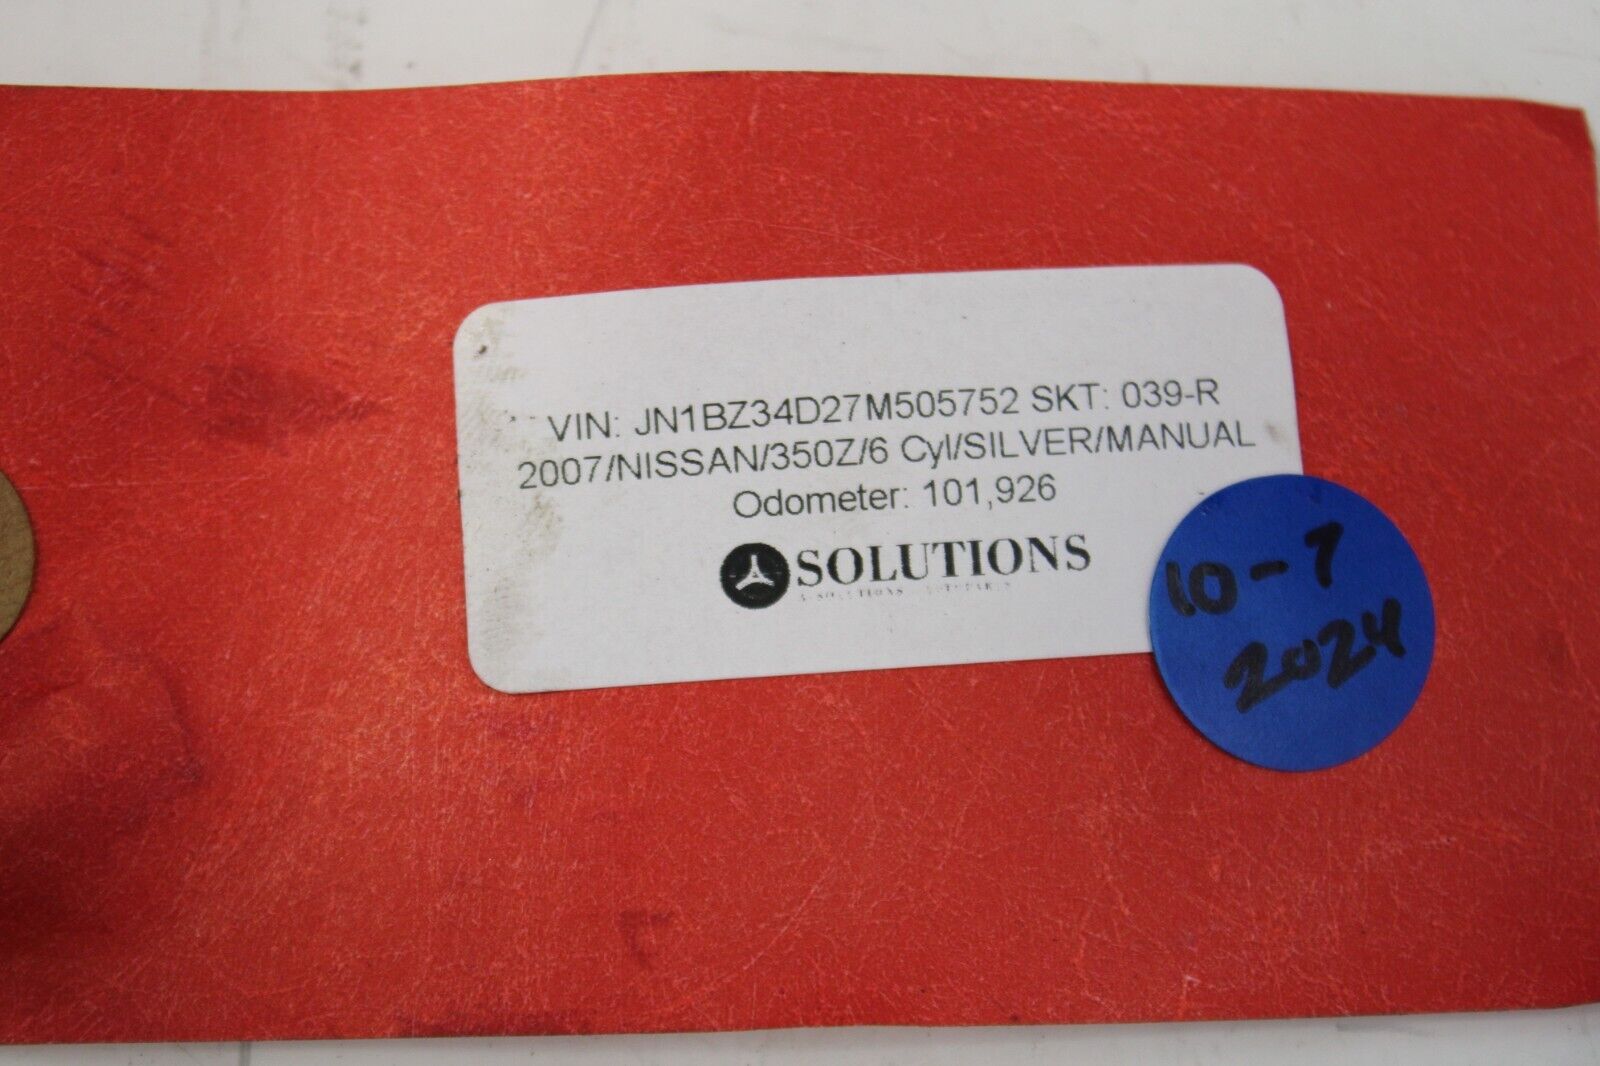 VIN: JN1BZ34D27M505752 SKT: 039-R
2007/NISSAN/350Z/6 Cyl/SILVER/MANUAL
Odometer: 101,926
SOLUTIONS
10-7
2024